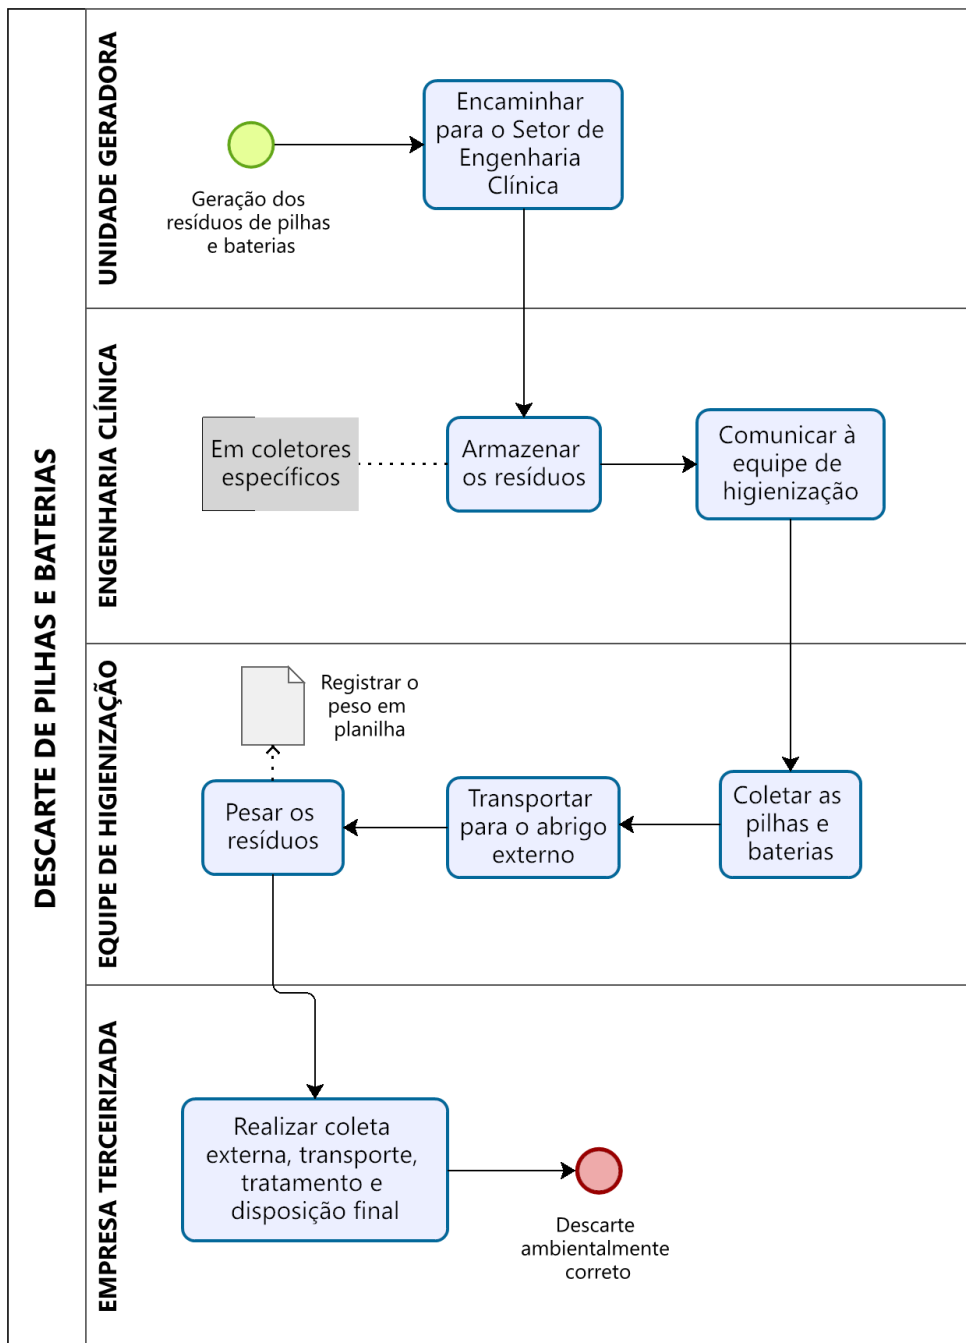 DESCARTE DE PILHAS E BATERIAS
UNIDADE GERADORA
Geração dos
resíduos de pilhas
e baterias
Encaminhar
para o Setor de
Engenharia
Clínica
ENGENHARIA CLÍNICA
Em coletores
específicos
Armazenar
os resíduos
Comunicar à
equipe de
higienização
EQUIPE DE HIGIENIZAÇÃO
Coletar as
pilhas e
baterias
Transportar
para o abrigo
externo
Pesar os
resíduos
Registrar o
peso em
planilha
EMPRESA TERCEIRIZADA
Realizar coleta
externa, transporte,
tratamento e
disposição final
Descarte
ambientalmente
correto